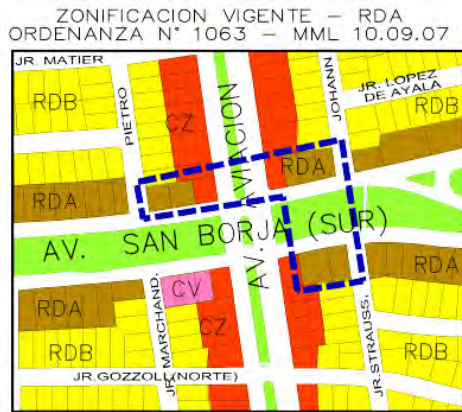 ZONIFICACION VIGENTE – RDA
ORDENANZA N° 1063 – MML 10.09.07
JR. MATIER
JR. LOPEZ
DE AYALA
RDB
RDB
PIETRO
CZ
AV. AVIACION
JOHANN
RDA
RDA
AV. SAN BORJA (SUR)
RDA
RDA
CV
RDB
JR. MARCHAND.
CZ
RDB
JR.GOZZOLI(NORTE)
JR.STRAUSS.